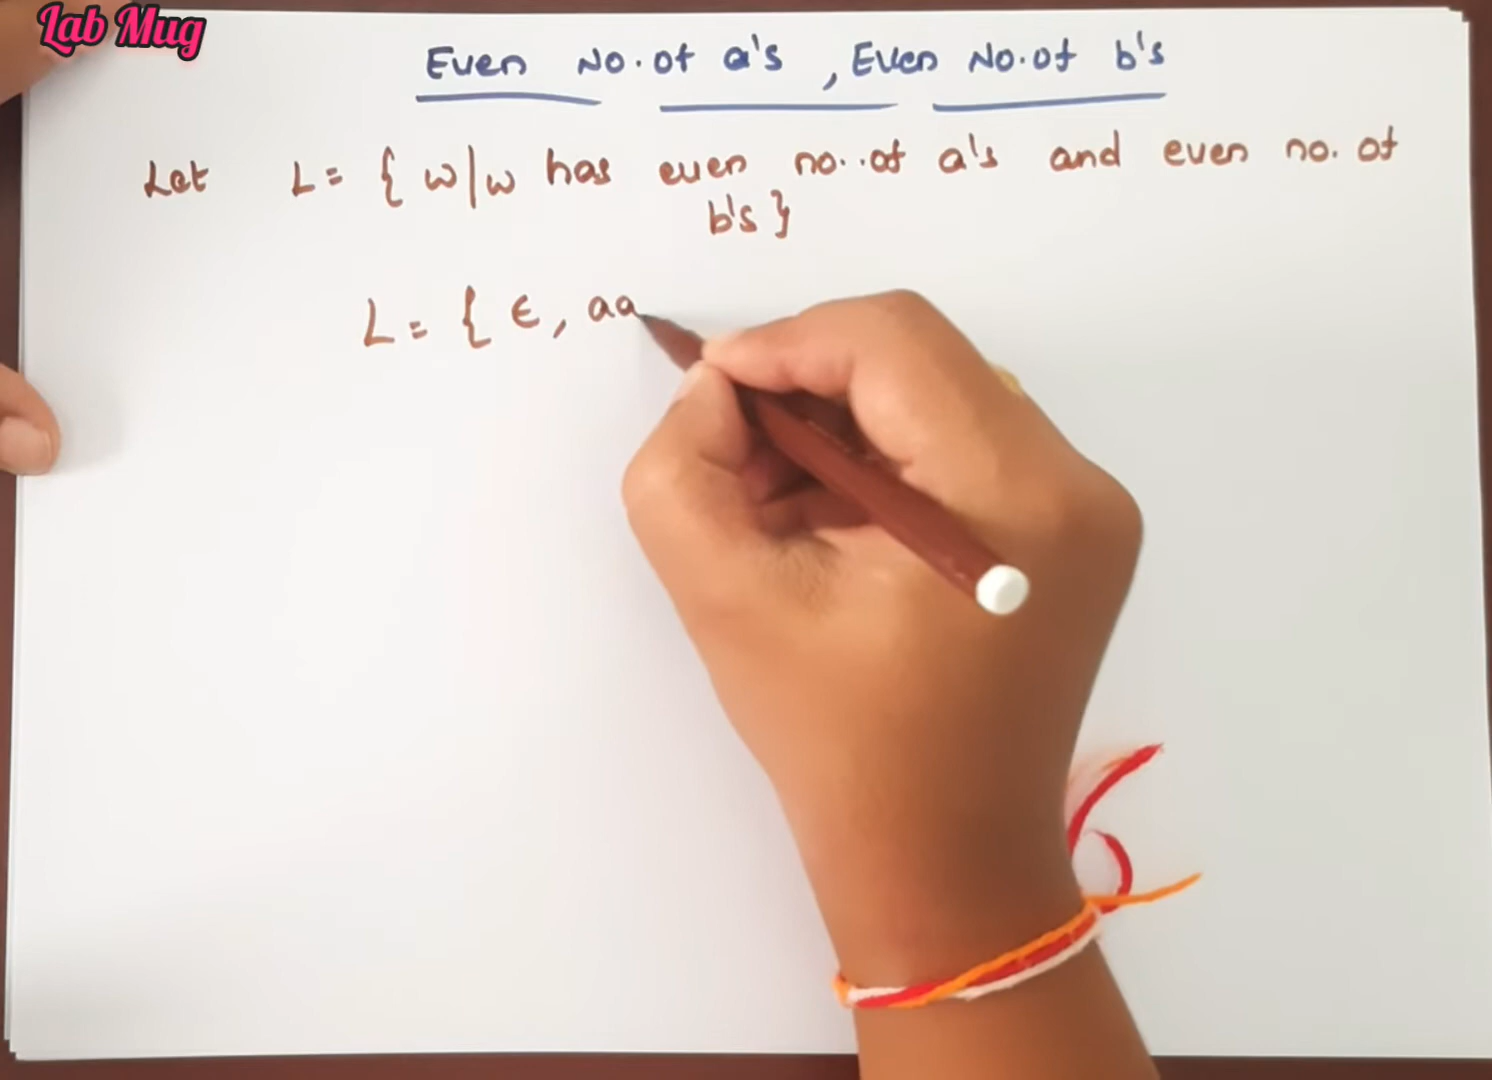 Lab Mug
Even No. of a's , Even No. of b's
Let L = { w/w has even no. of a's and even no. of
b's }
L = { ε, aa